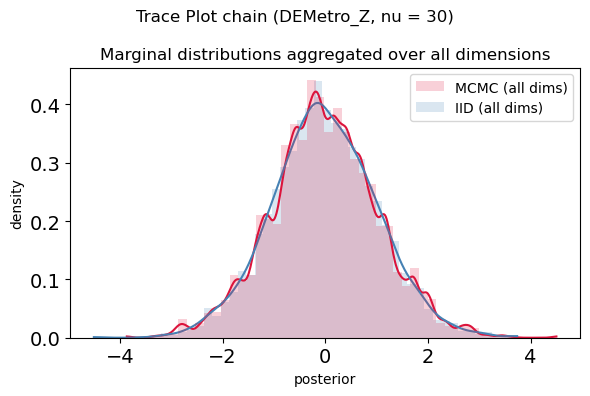 Trace Plot chain (DEMetro_Z, nu = 30)
Marginal distributions aggregated over all dimensions
MCMC (all dims)
IID (all dims)
density
0.4
0.3
0.2
0.1
0.0
−4
−2
0
2
4
posterior